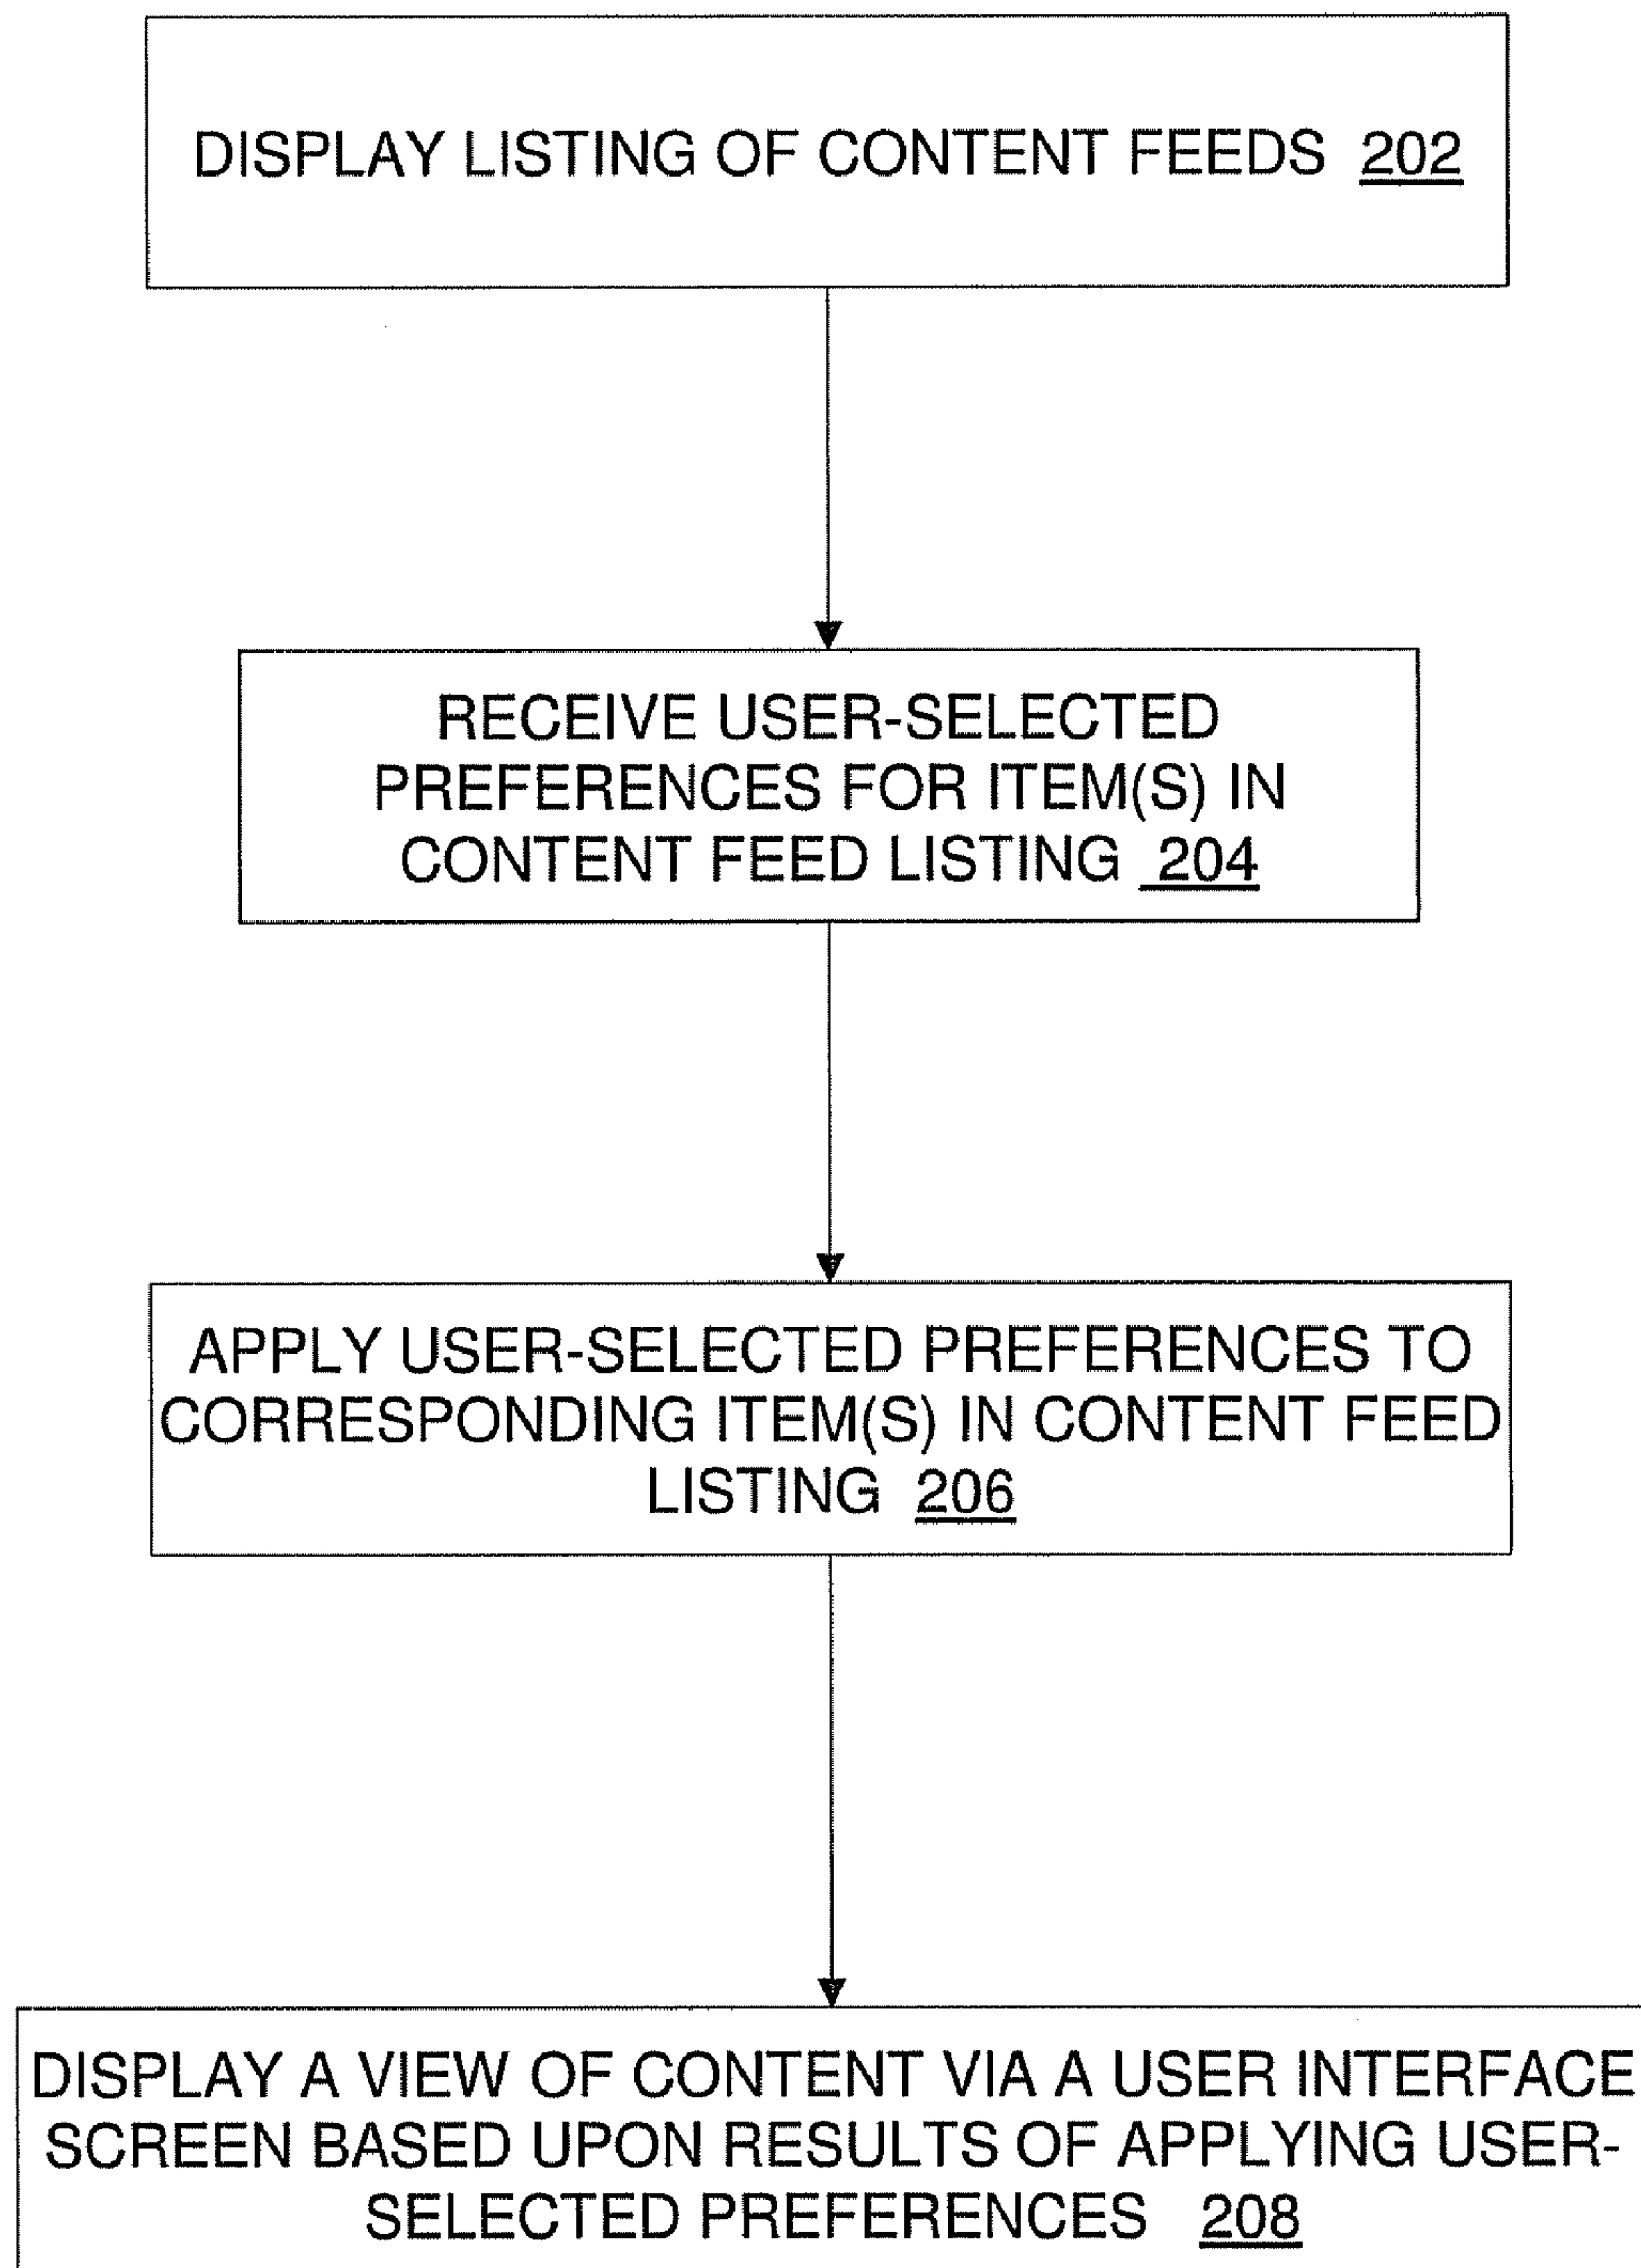 DISPLAY LISTING OF CONTENT FEEDS 202
RECEIVE USER-SELECTED
PREFERENCES FOR ITEM(S) IN
CONTENT FEED LISTING 204
APPLY USER-SELECTED PREFERENCES TO
CORRESPONDING ITEM(S) IN CONTENT FEED
LISTING 206
DISPLAY A VIEW OF CONTENT VIA A USER INTERFACE
SCREEN BASED UPON RESULTS OF APPLYING USER-
SELECTED PREFERENCES 208